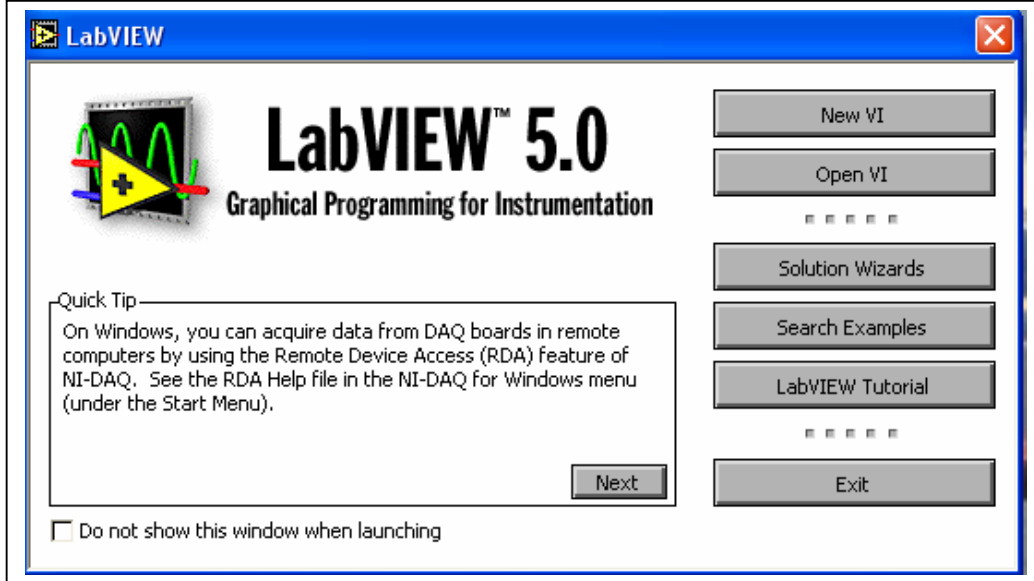 LabVIEW
LabVIEW™ 5.0
Graphical Programming for Instrumentation
Quick Tip
On Windows, you can acquire data from DAQ boards in remote
computers by using the Remote Device Access (RDA) feature of
NI-DAQ.  See the RDA Help file in the NI-DAQ for Windows menu
(under the Start Menu).
Next
Do not show this window when launching
New VI
Open VI
Solution Wizards
Search Examples
LabVIEW Tutorial
Exit